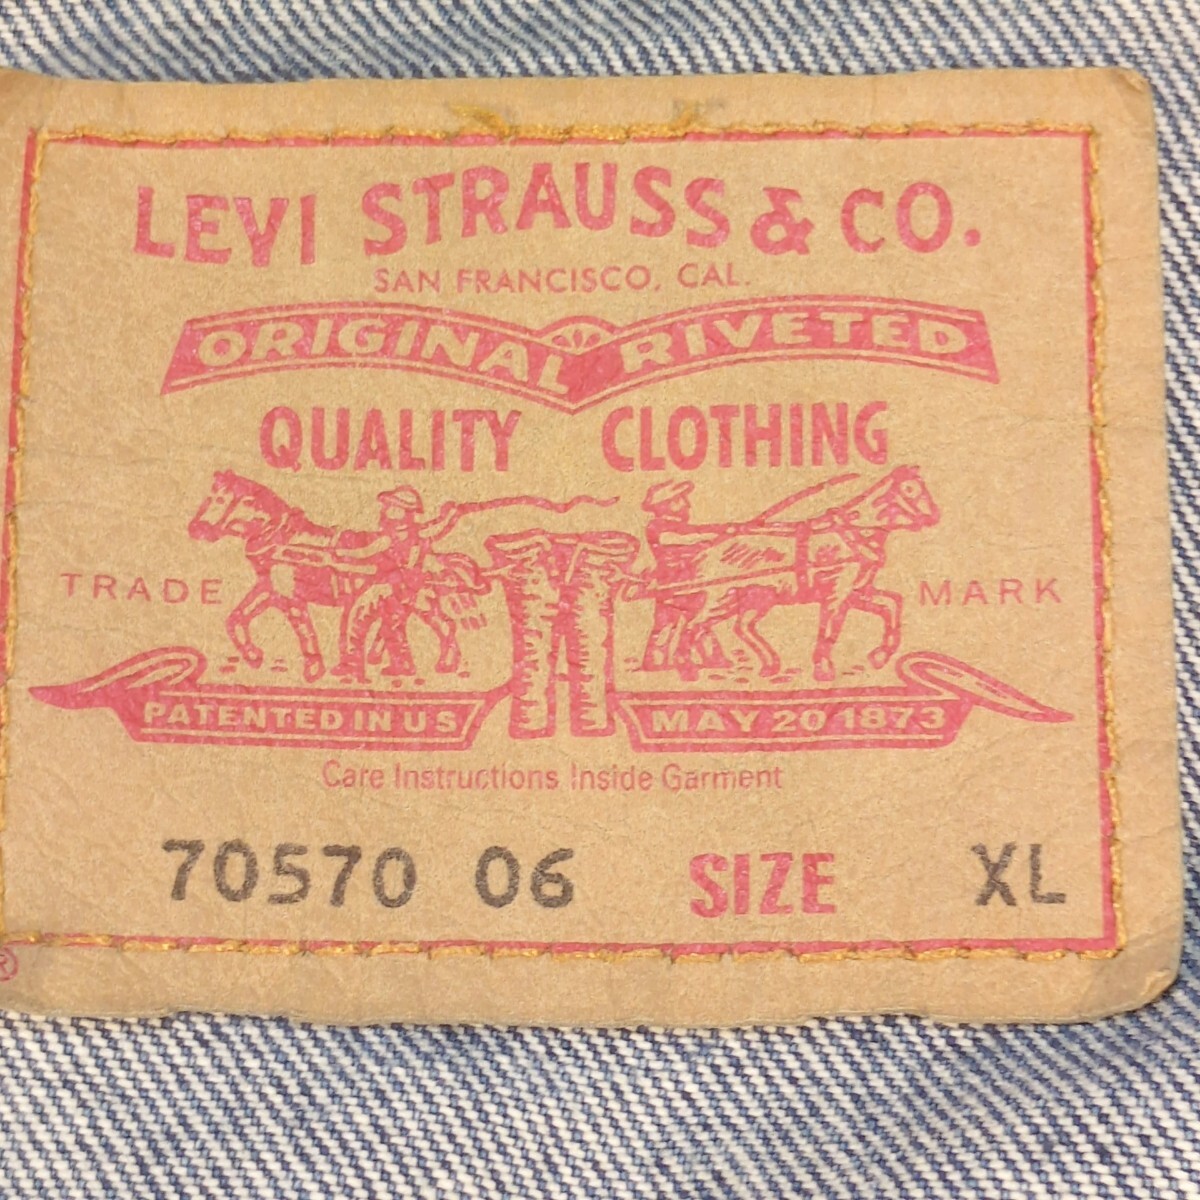 LEVI STRAUSS & CO.
SAN FRANCISCO, CAL.
ORIGINAL RIVETED
QUALITY CLOTHING
TRADE MARK
PATENTED IN US MAY 20 1873
Care Instructions Inside Garment
70570 06 SIZE XL
®